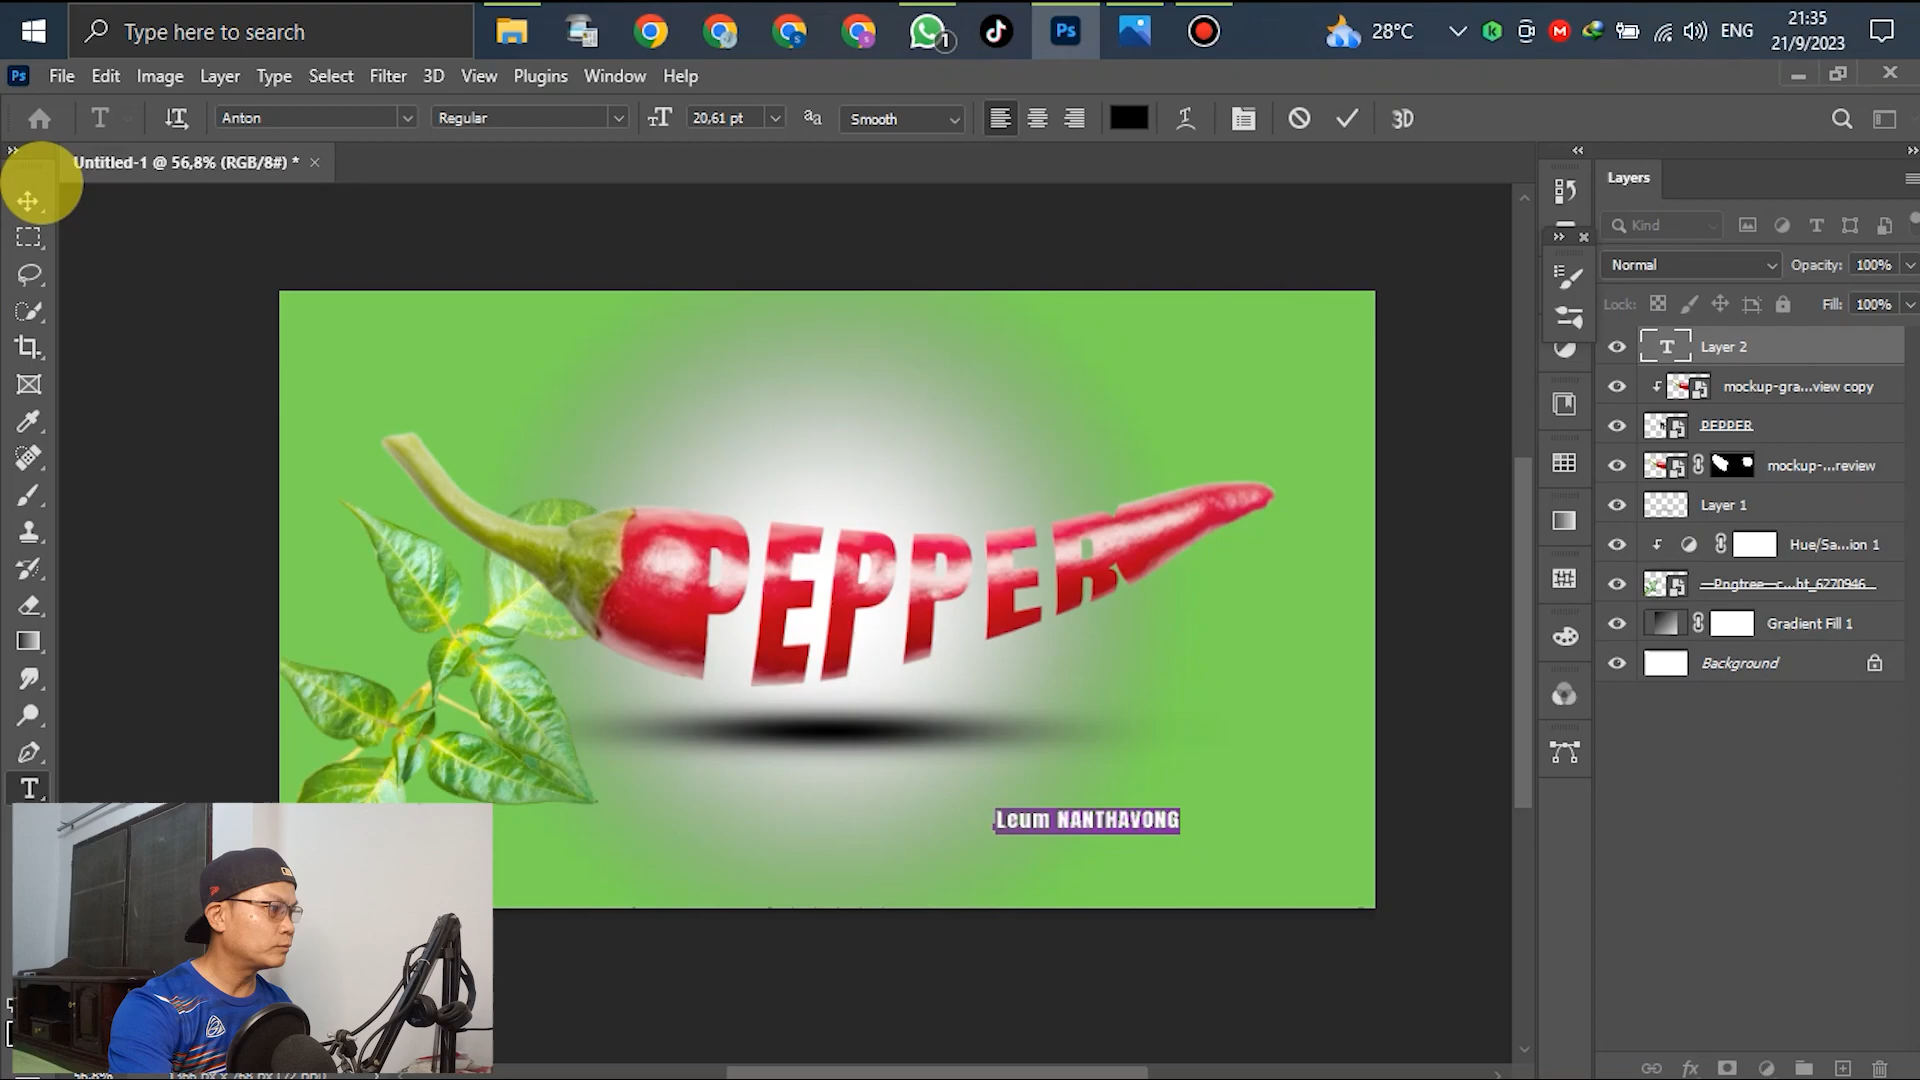 Type here to search
1
28°C
ENG
21:35
21/9/2023
Ps
File Edit Image Layer Type Select Filter 3D View Plugins Window Help
Anton
Regular
20,61 pt
Smooth
3D
Untitled-1 @ 56,8% (RGB/8#) *
Layers
Kind
Normal
Opacity: 100%
Lock:
Fill: 100%
Layer 2
mockup-gra...view copy
PEPPER
mockup-...review
Layer 1
Hue/Sa...ion 1
—Pngtree—c...ht_6270946
Gradient Fill 1
Background
PEPPER
Leum NANTHAVONG